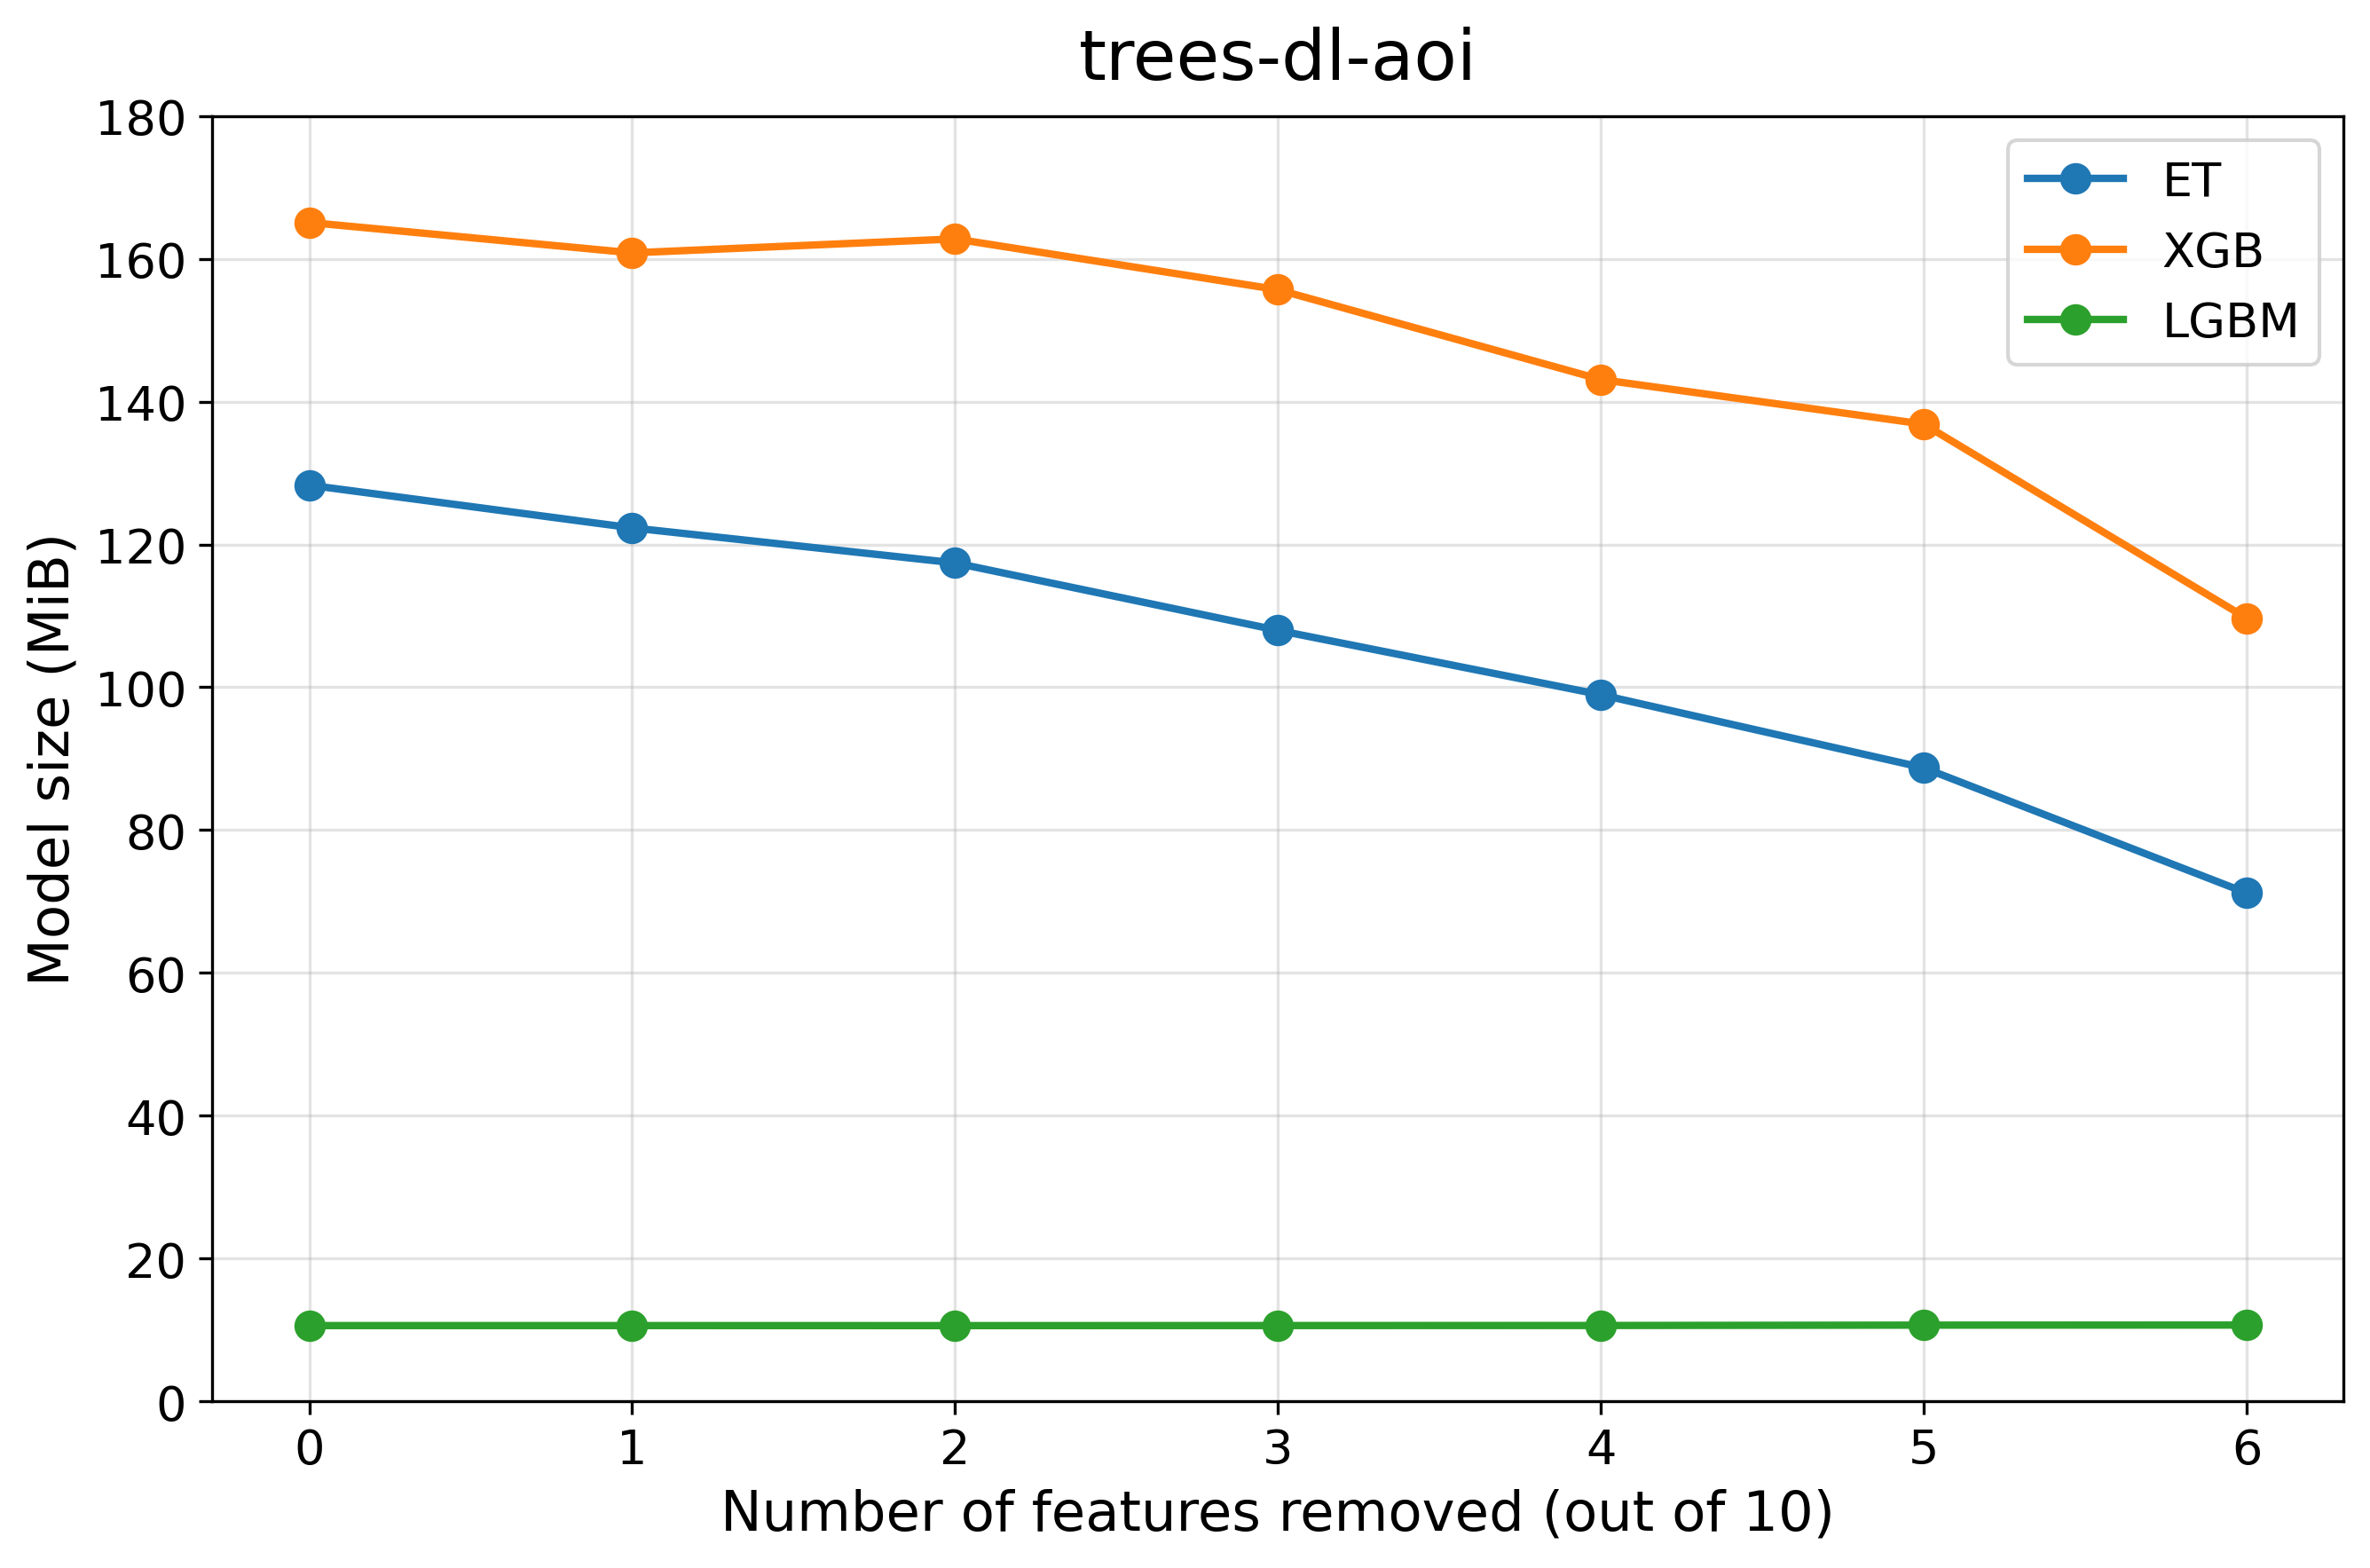 trees-dl-aoi
ET
XGB
LGBM
Model size (MiB)
180
160
140
120
100
80
60
40
20
0
0 1 2 3 4 5 6
Number of features removed (out of 10)